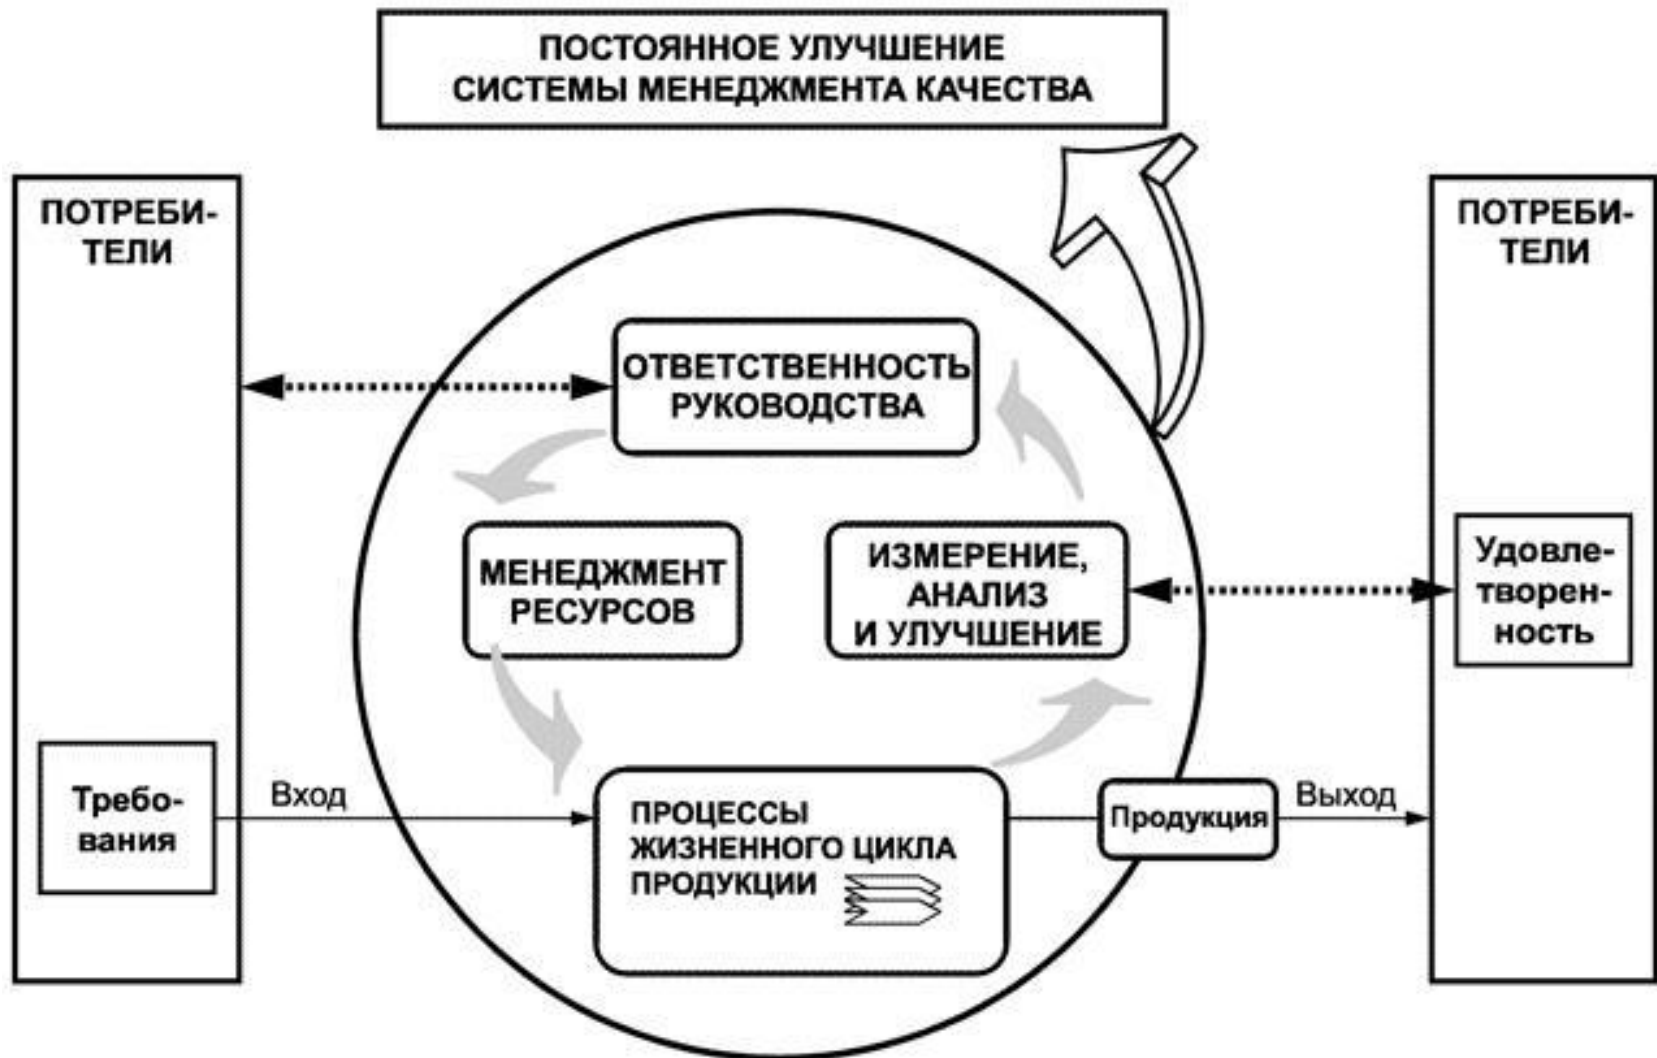 ПОСТОЯННОЕ УЛУЧШЕНИЕ
СИСТЕМЫ МЕНЕДЖМЕНТА КАЧЕСТВА
ПОТРЕБИ-
ТЕЛИ
ПОТРЕБИ-
ТЕЛИ
ОТВЕТСТВЕННОСТЬ
РУКОВОДСТВА
МЕНЕДЖМЕНТ
РЕСУРСОВ
ИЗМЕРЕНИЕ,
АНАЛИЗ
И УЛУЧШЕНИЕ
Удовле-
творен-
ность
Требо-
вания
Вход
ПРОЦЕССЫ
ЖИЗНЕННОГО ЦИКЛА
ПРОДУКЦИИ
Продукция
Выход